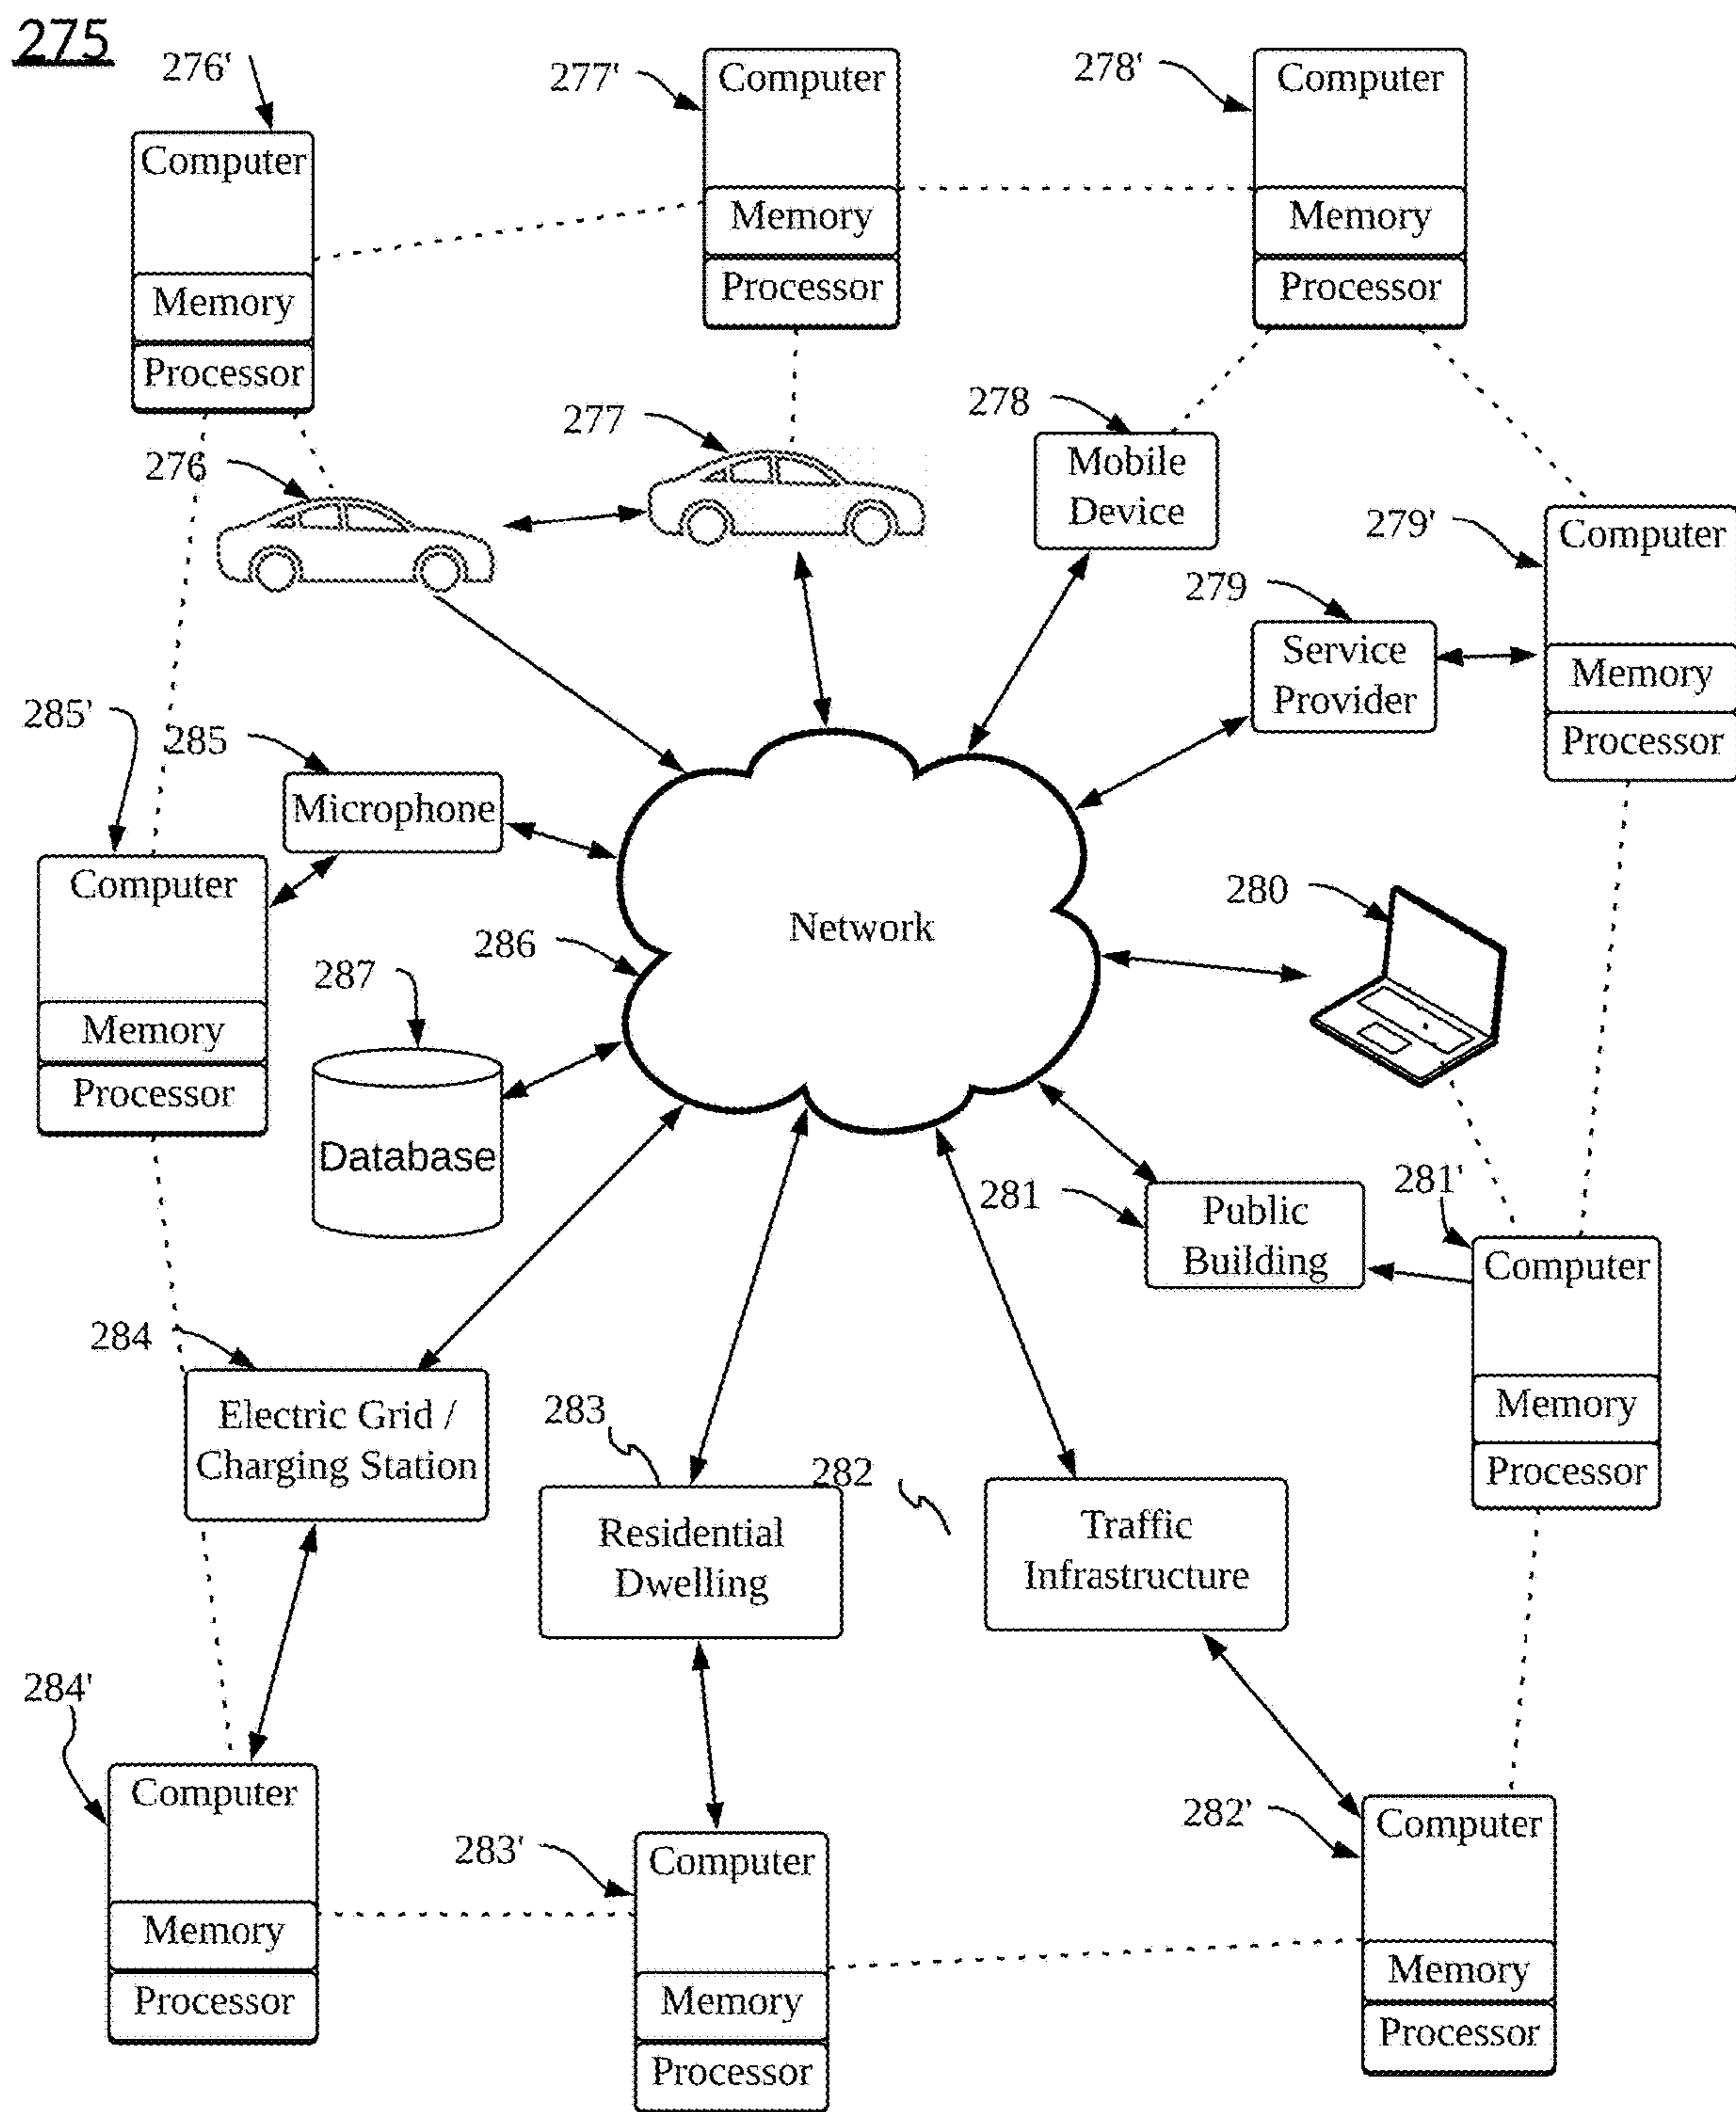 275
276'
277'
278'
Computer
Memory
Processor
Computer
Memory
Processor
Computer
Memory
Processor
276
277
278
Mobile
Device
279'
Computer
Memory
Processor
279
Service
Provider
285'
285
Microphone
Computer
Memory
Processor
286
Network
280
287
Database
281
Public
Building
281'
Computer
Memory
Processor
284
Electric Grid /
Charging Station
283
Residential
Dwelling
282
Traffic
Infrastructure
284'
Computer
Memory
Processor
283'
Computer
Memory
Processor
282'
Computer
Memory
Processor